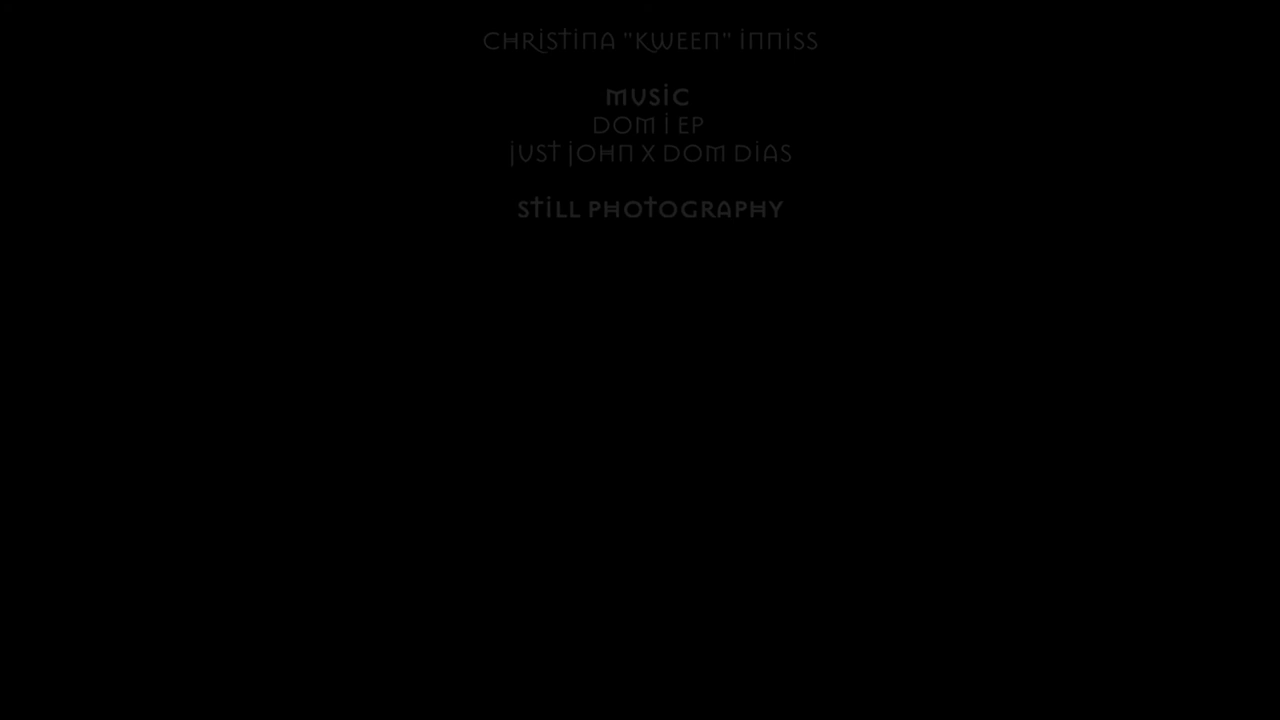 CHRISTINA "KWEEN" INNISS
MUSIC
DOM I EP
JUST JOHN X DOM DIAS
STILL PHOTOGRAPHY